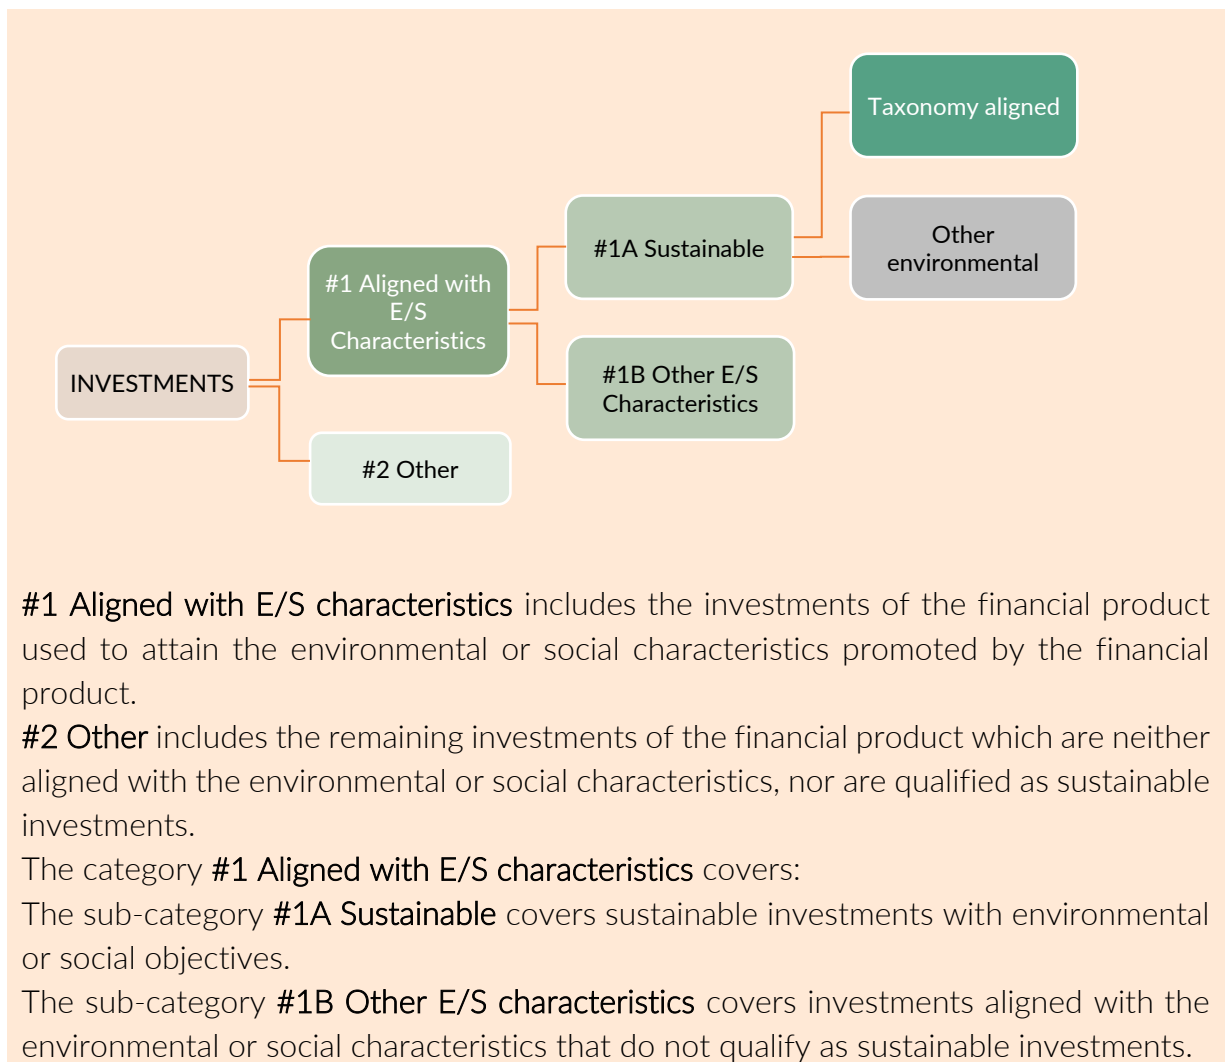 Taxonomy aligned
Other
environmental
#1A Sustainable
#1 Aligned with
E/S
Characteristics
#1B Other E/S
Characteristics
INVESTMENTS
#2 Other
#1 Aligned with E/S characteristics includes the investments of the financial product
used to attain the environmental or social characteristics promoted by the financial
product.
#2 Other includes the remaining investments of the financial product which are neither
aligned with the environmental or social characteristics, nor are qualified as sustainable
investments.
The category #1 Aligned with E/S characteristics covers:
The sub-category #1A Sustainable covers sustainable investments with environmental
or social objectives.
The sub-category #1B Other E/S characteristics covers investments aligned with the
environmental or social characteristics that do not qualify as sustainable investments.